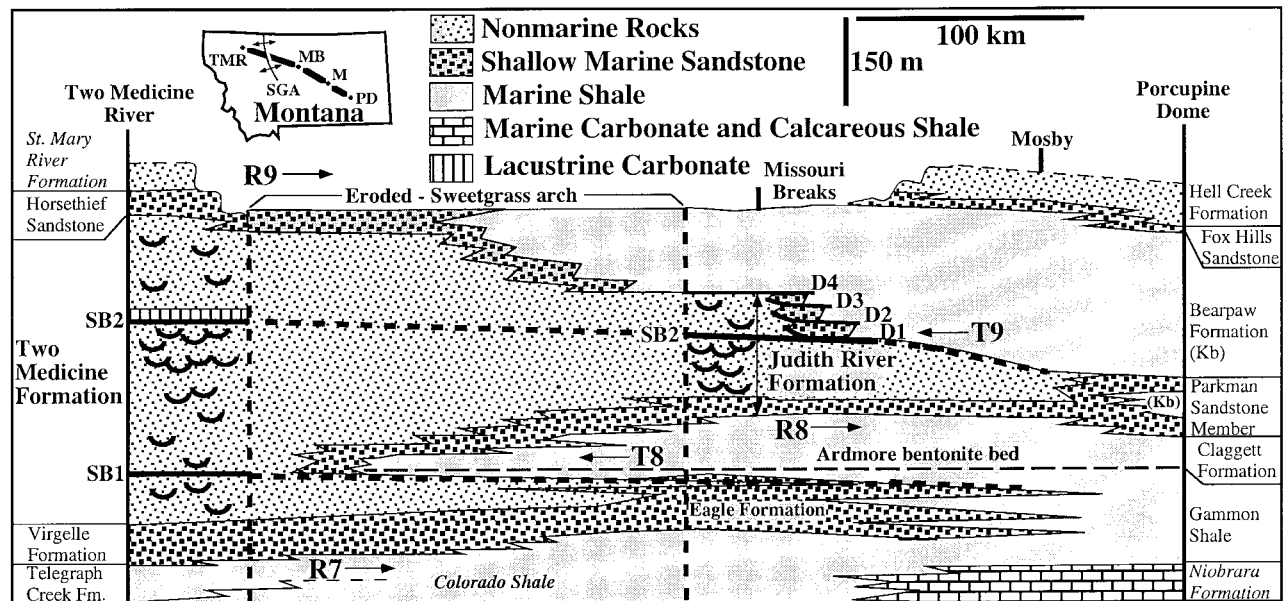 Nonmarine Rocks
Shallow Marine Sandstone
Marine Shale
Marine Carbonate and Calcareous Shale
Lacustrine Carbonate
100 km
150 m
TMR
MB
M
SGA
PD
Montana
Two Medicine
River
Porcupine
Dome
Mosby
Missouri
Breaks
St. Mary
River
Formation
Horsethief
Sandstone
R9
Eroded - Sweetgrass arch
Hell Creek
Formation
Fox Hills
Sandstone
SB2
SB2
D4
D3
D2
D1
T9
Bearpaw
Formation
(Kb)
Two
Medicine
Formation
Judith River
Formation
Parkman
(Kb)
Sandstone
Member
R8
T8
Ardmore bentonite bed
Claggett
Formation
SB1
Eagle Formation
Gammon
Shale
Virgelle
Formation
Telegraph
Creek Fm.
R7
Colorado Shale
Niobrara
Formation